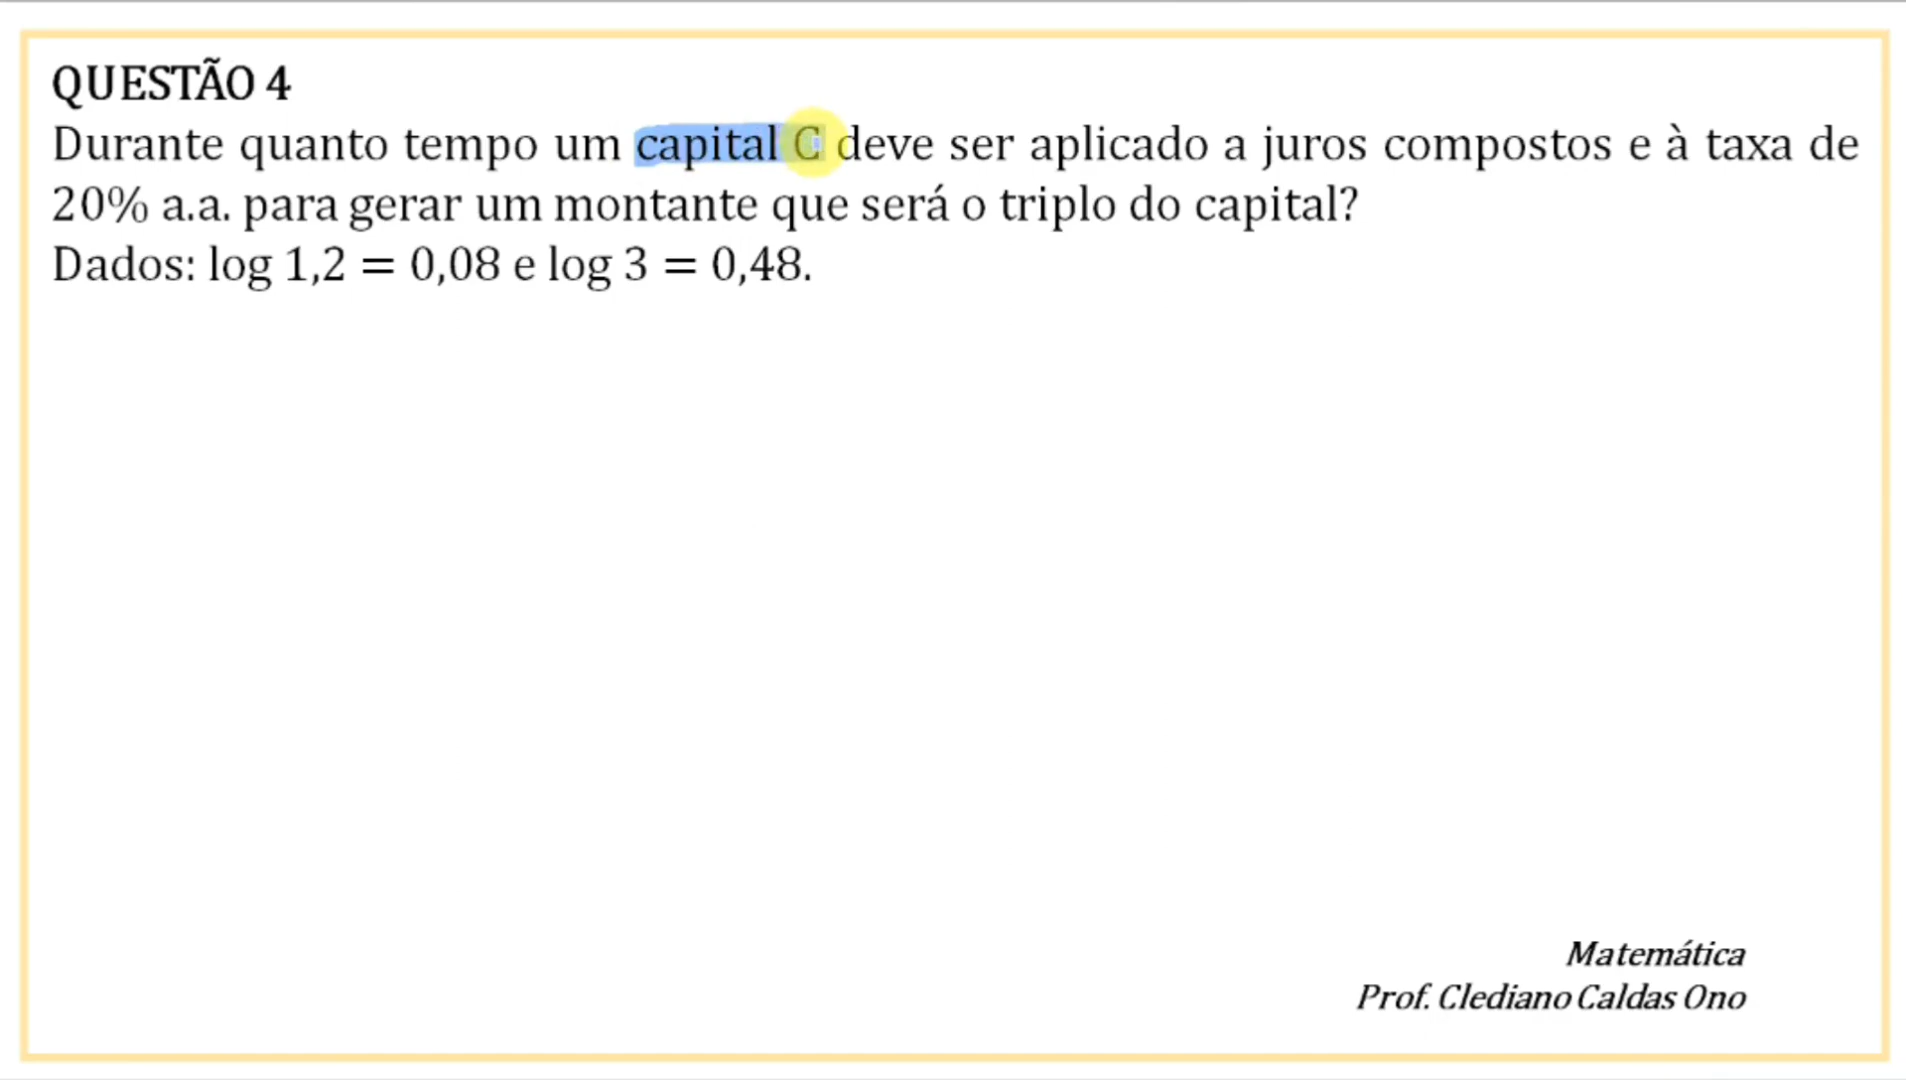 QUESTÃO 4
Durante quanto tempo um capital C deve ser aplicado a juros compostos e à taxa de
20% a.a. para gerar um montante que será o triplo do capital?
Dados: log 1,2 = 0,08 e log 3 = 0,48.
Matemática
Prof. Clediano Caldas Ono